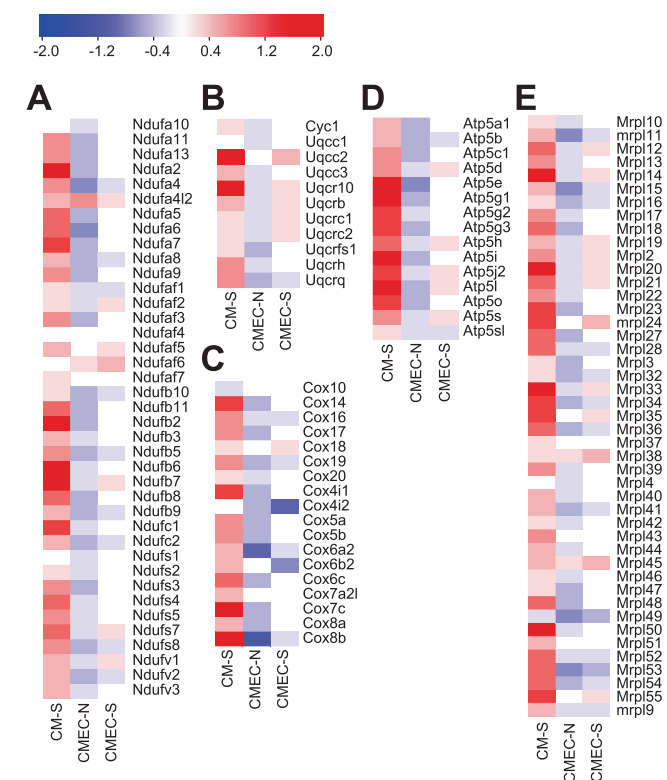 -2.0 -1.2 -0.4 0.4 1.2 2.0
A
Ndufa10
Ndufa11
Ndufa13
Ndufa2
Ndufa4
Ndufa4l2
Ndufa5
Ndufa6
Ndufa7
Ndufa8
Ndufa9
Ndufaf1
Ndufaf2
Ndufaf3
Ndufaf4
Ndufaf5
Ndufaf6
Ndufaf7
Ndufb10
Ndufb11
Ndufb2
Ndufb3
Ndufb5
Ndufb6
Ndufb7
Ndufb8
Ndufb9
Ndufc1
Ndufc2
Ndufs1
Ndufs2
Ndufs3
Ndufs4
Ndufs5
Ndufs7
Ndufs8
Ndufv1
Ndufv2
Ndufv3
CM-S
CMEC-N
CMEC-S
B
Cyc1
Uqcc1
Uqcc2
Uqcc3
Uqcr10
Uqcrb
Uqcrc1
Uqcrc2
Uqcrfs1
Uqcrh
Uqcrq
CM-S
CMEC-N
CMEC-S
C
Cox10
Cox14
Cox16
Cox17
Cox18
Cox19
Cox20
Cox4i1
Cox4i2
Cox5a
Cox5b
Cox6a2
Cox6b2
Cox6c
Cox7a2l
Cox7c
Cox8a
Cox8b
CM-S
CMEC-N
CMEC-S
D
Atp5a1
Atp5b
Atp5c1
Atp5d
Atp5e
Atp5g1
Atp5g2
Atp5g3
Atp5h
Atp5i
Atp5j2
Atp5l
Atp5o
Atp5s
Atp5sl
CM-S
CMEC-N
CMEC-S
E
Mrpl10
mrpl11
Mrpl12
Mrpl13
Mrpl14
Mrpl15
Mrpl16
Mrpl17
Mrpl18
Mrpl19
Mrpl2
Mrpl20
Mrpl21
Mrpl22
Mrpl23
mrpl24
Mrpl27
Mrpl28
Mrpl3
Mrpl32
Mrpl33
Mrpl34
Mrpl35
Mrpl36
Mrpl37
Mrpl38
Mrpl39
Mrpl4
Mrpl40
Mrpl41
Mrpl42
Mrpl43
Mrpl44
Mrpl45
Mrpl46
Mrpl47
Mrpl48
Mrpl49
Mrpl50
Mrpl51
Mrpl52
Mrpl53
Mrpl54
Mrpl55
mrpl9
CM-S
CMEC-N
CMEC-S